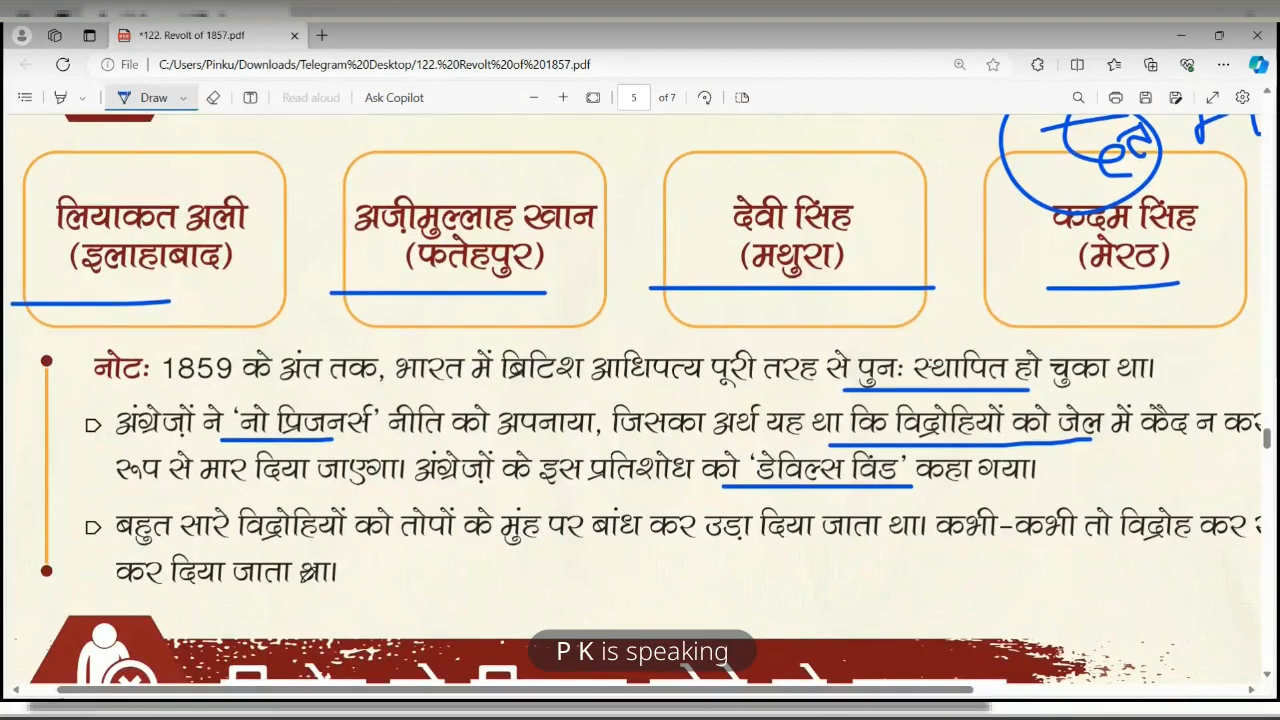 *122. Revolt of 1857.pdf
File C:/Users/Pinku/Downloads/Telegram%20Desktop/122.%20Revolt%20of%201857.pdf
Draw Read aloud Ask Copilot 5 of 7
लियाकत अली
(इलाहाबाद)
अज़ीमुल्लाह खान
(फतेहपुर)
देवी सिंह
(मथुरा)
कदम सिंह
(मेरठ)
नोटः 1859 के अंत तक, भारत में ब्रिटिश आधिपत्य पूरी तरह से पुनः स्थापित हो चुका था।
अंग्रेज़ों ने 'नो प्रिजनर्स' नीति को अपनाया, जिसका अर्थ यह था कि विद्रोहियों को जेल में कैद न
रूप से मार दिया जाएगा। अंग्रेज़ों के इस प्रतिशोध को 'डेविल्स विंड' कहा गया।
बहुत सारे विद्रोहियों को तोपों के मुंह पर बांध कर उड़ा दिया जाता था। कभी-कभी तो विद्रोह कर
कर दिया जाता था।
P K is speaking